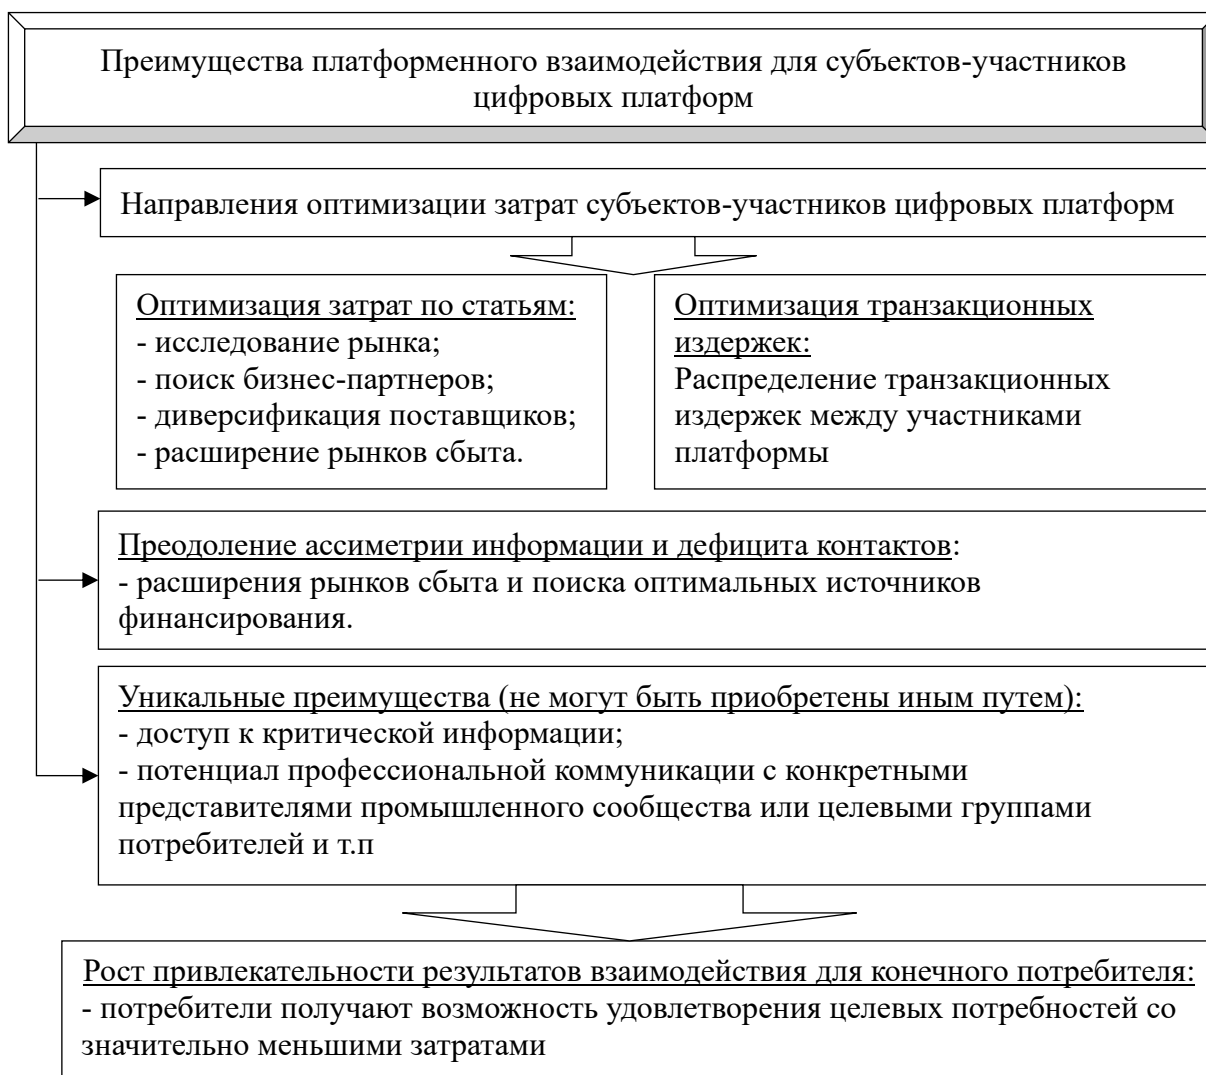 Преимущества платформенного взаимодействия для субъектов-участников
цифровых платформ
Направления оптимизации затрат субъектов-участников цифровых платформ
Оптимизация затрат по статьям:
- исследование рынка;
- поиск бизнес-партнеров;
- диверсификация поставщиков;
- расширение рынков сбыта.
Оптимизация транзакционных
издержек:
Распределение транзакционных
издержек между участниками
платформы
Преодоление ассиметрии информации и дефицита контактов:
- расширения рынков сбыта и поиска оптимальных источников
финансирования.
Уникальные преимущества (не могут быть приобретены иным путем):
- доступ к критической информации;
- потенциал профессиональной коммуникации с конкретными
представителями промышленного сообщества или целевыми группами
потребителей и т.п
Рост привлекательности результатов взаимодействия для конечного потребителя:
- потребители получают возможность удовлетворения целевых потребностей со
значительно меньшими затратами